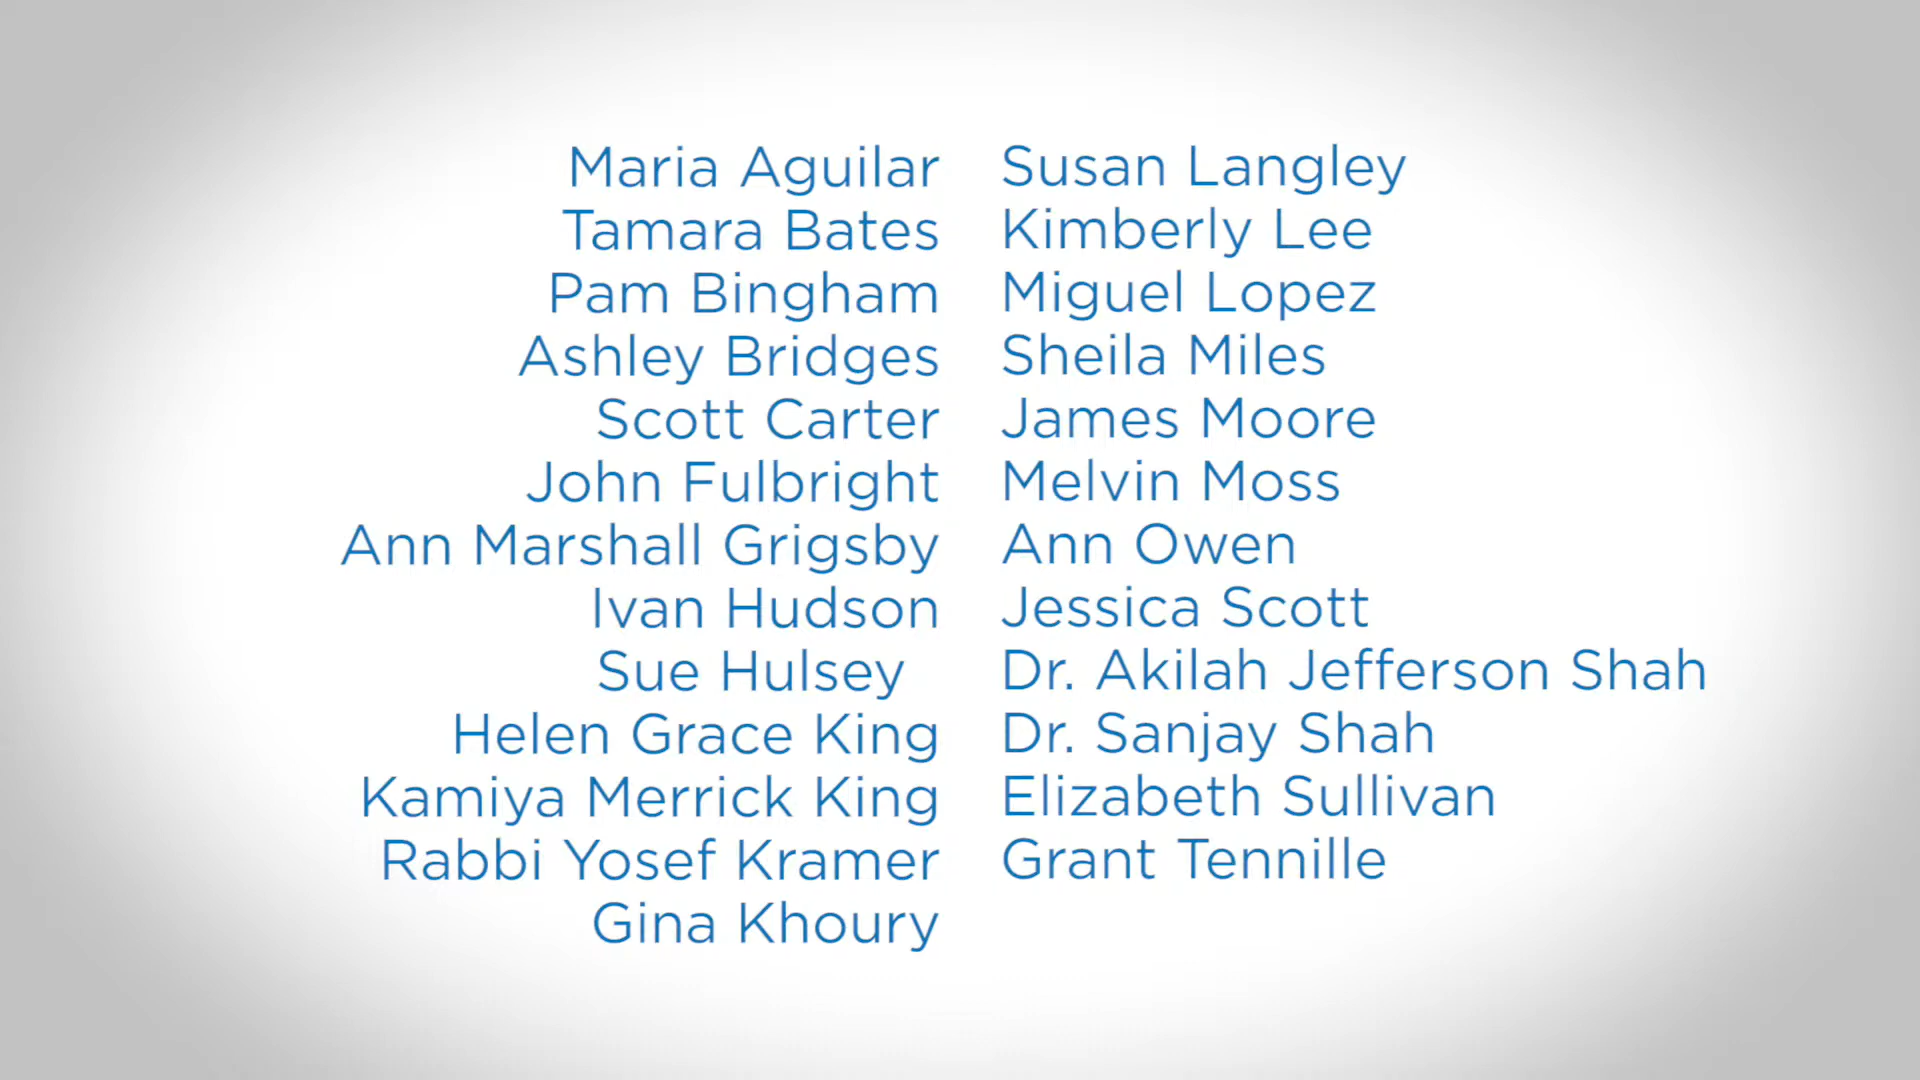 Maria Aguilar
Tamara Bates
Pam Bingham
Ashley Bridges
Scott Carter
John Fulbright
Ann Marshall Grigsby
Ivan Hudson
Sue Hulsey
Helen Grace King
Kamiya Merrick King
Rabbi Yosef Kramer
Gina Khoury
Susan Langley
Kimberly Lee
Miguel Lopez
Sheila Miles
James Moore
Melvin Moss
Ann Owen
Jessica Scott
Dr. Akilah Jefferson Shah
Dr. Sanjay Shah
Elizabeth Sullivan
Grant Tennille